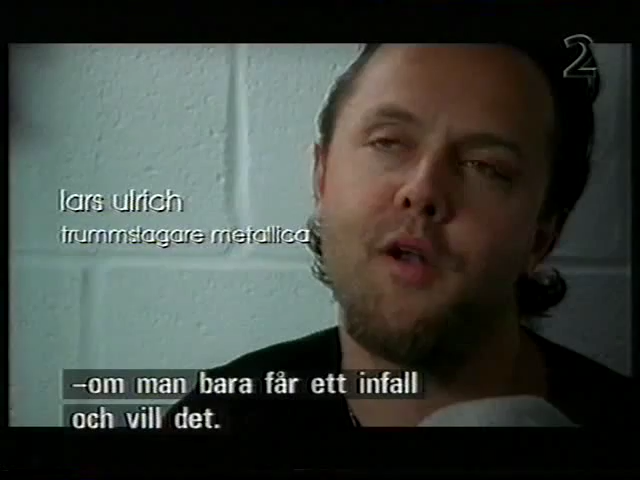 2
lars ulrich
trummslagare metallica
–om man bara får ett infall
och vill det.